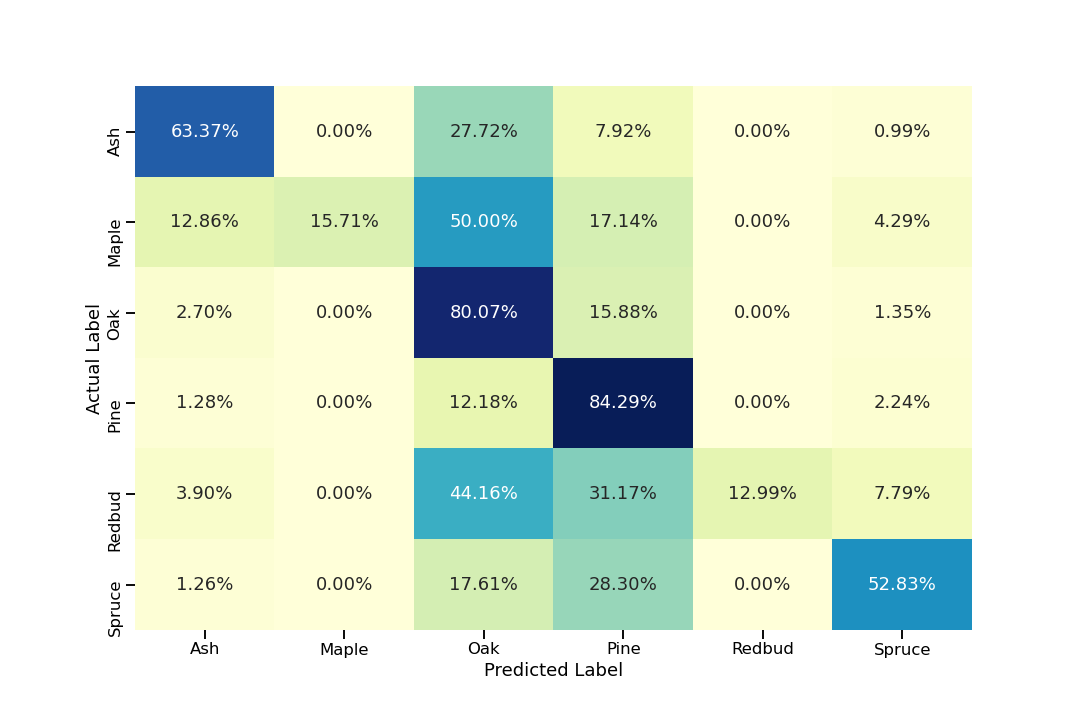 Ash 63.37% 0.00% 27.72% 7.92% 0.00% 0.99%
Maple 12.86% 15.71% 50.00% 17.14% 0.00% 4.29%
Oak 2.70% 0.00% 80.07% 15.88% 0.00% 1.35%
Actual Label
Pine 1.28% 0.00% 12.18% 84.29% 0.00% 2.24%
Redbud 3.90% 0.00% 44.16% 31.17% 12.99% 7.79%
Spruce 1.26% 0.00% 17.61% 28.30% 0.00% 52.83%
Ash Maple Oak Pine Redbud Spruce
Predicted Label